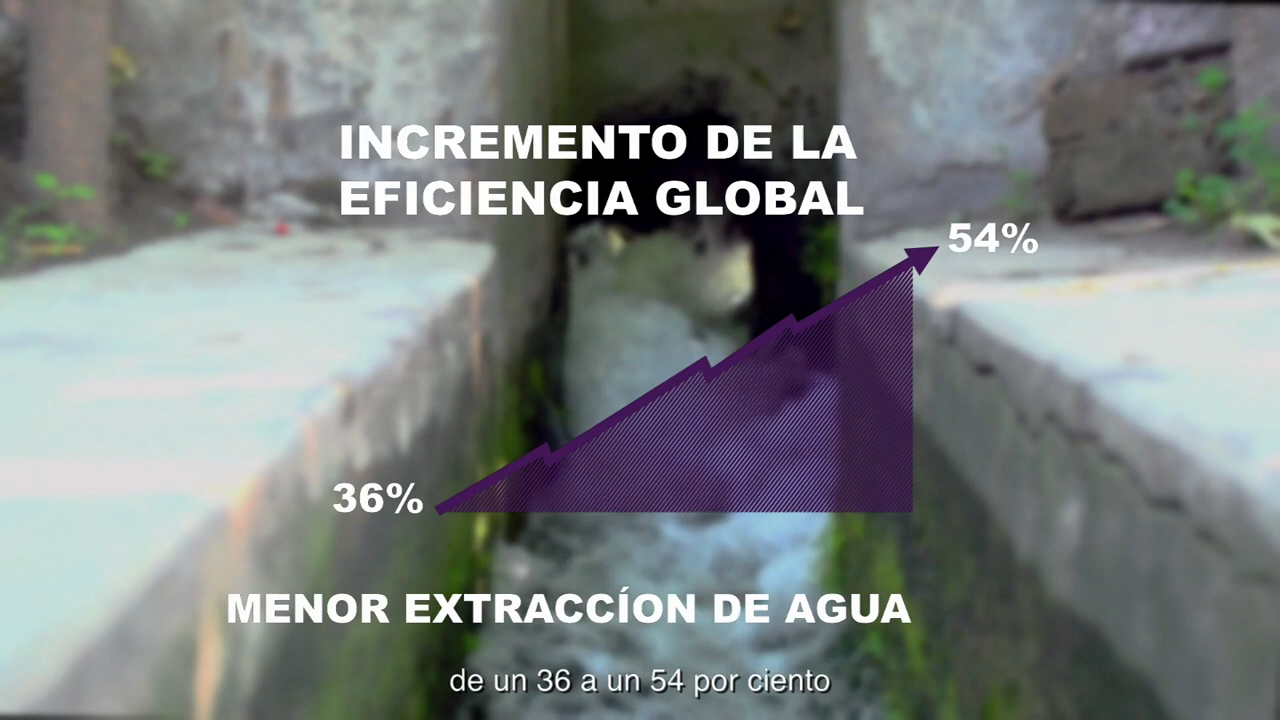 INCREMENTO DE LA
EFICIENCIA GLOBAL
54%
36%
MENOR EXTRACCÍON DE AGUA
de un 36 a un 54 por ciento